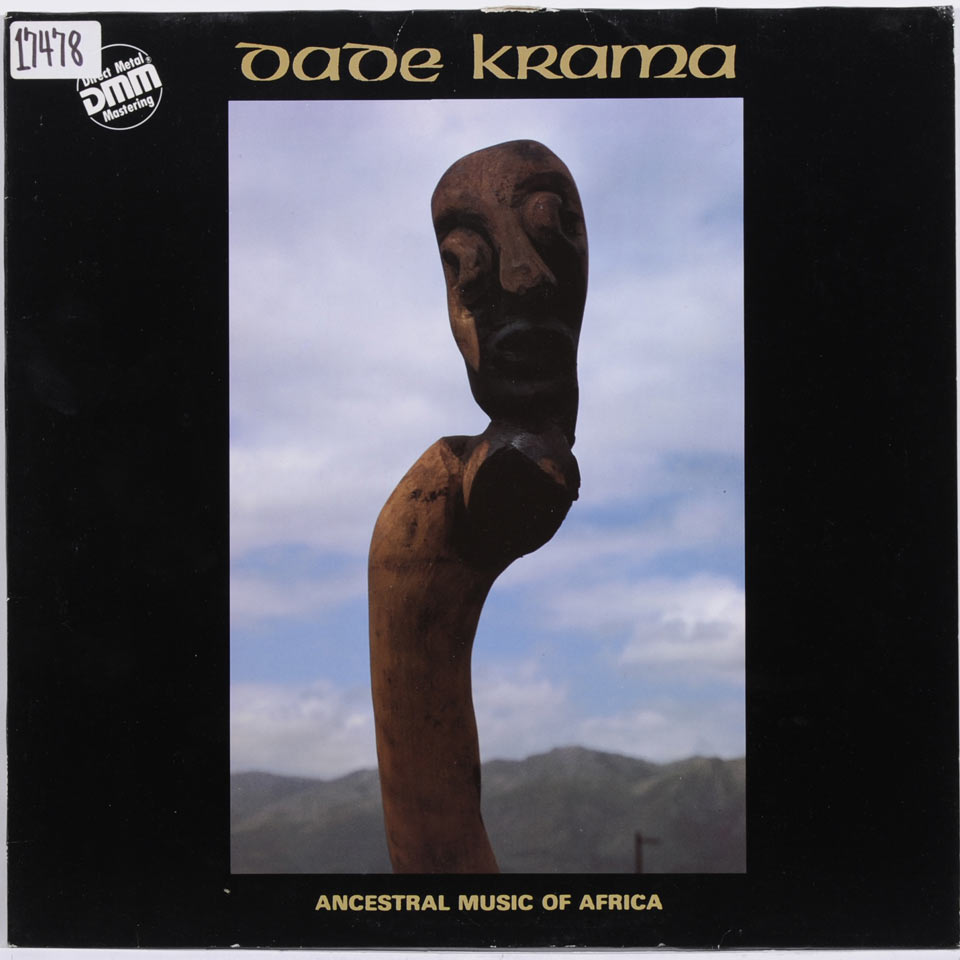 17478
Direct Metal
DMM®
Mastering
DADE KRAMA
ANCESTRAL MUSIC OF AFRICA